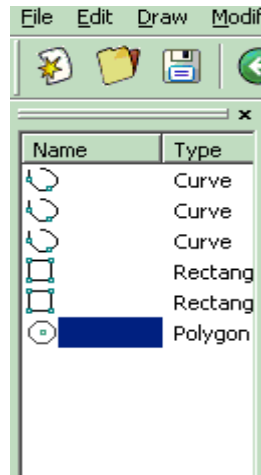 File Edit Draw Modif
Name Type
Curve
Curve
Curve
Rectang
Rectang
Polygon